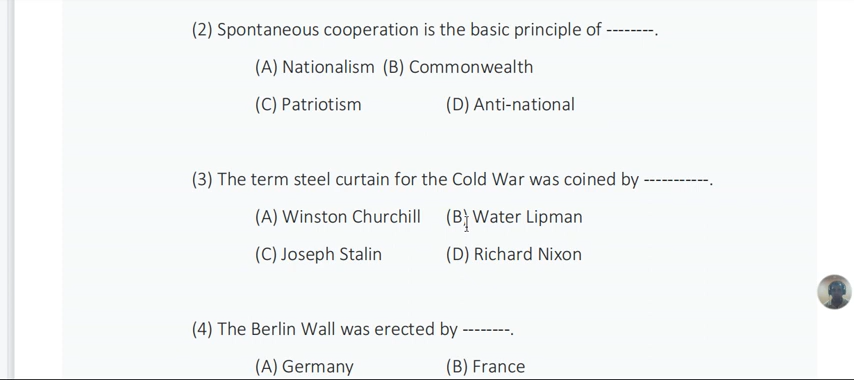 (2) Spontaneous cooperation is the basic principle of --------.
(A) Nationalism (B) Commonwealth
(C) Patriotism (D) Anti-national
(3) The term steel curtain for the Cold War was coined by -----------.
(A) Winston Churchill (B) Water Lipman
(C) Joseph Stalin (D) Richard Nixon
(4) The Berlin Wall was erected by --------.
(A) Germany (B) France